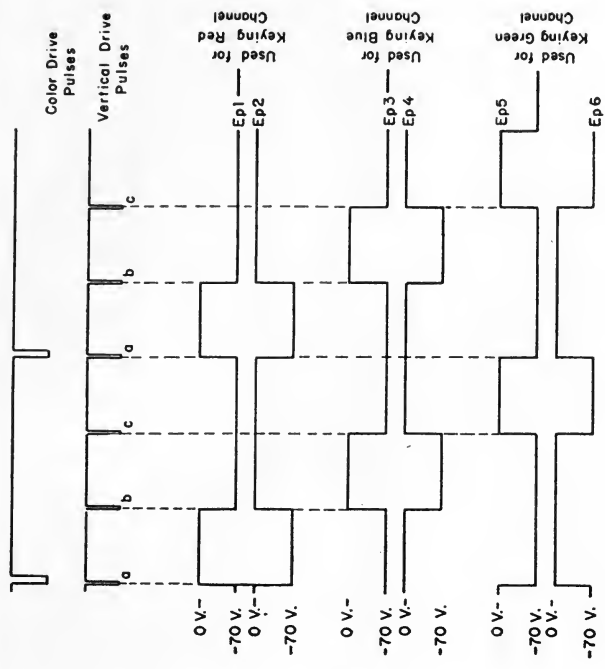 Color Drive
Pulses
Vertical Drive
Pulses
a
b
c
a
b
c
0 V.-
-70 V.-
0 V.-
-70 V.
Ep1
Ep2
Used for
Keying Red
Channel
0 V.-
-70 V.-
0 V.-
-70 V.
Ep3
Ep4
Used for
Keying Blue
Channel
0 V.-
-70 V.-
0 V.-
-70 V.
Ep5
Ep6
Used for
Keying Green
Channel